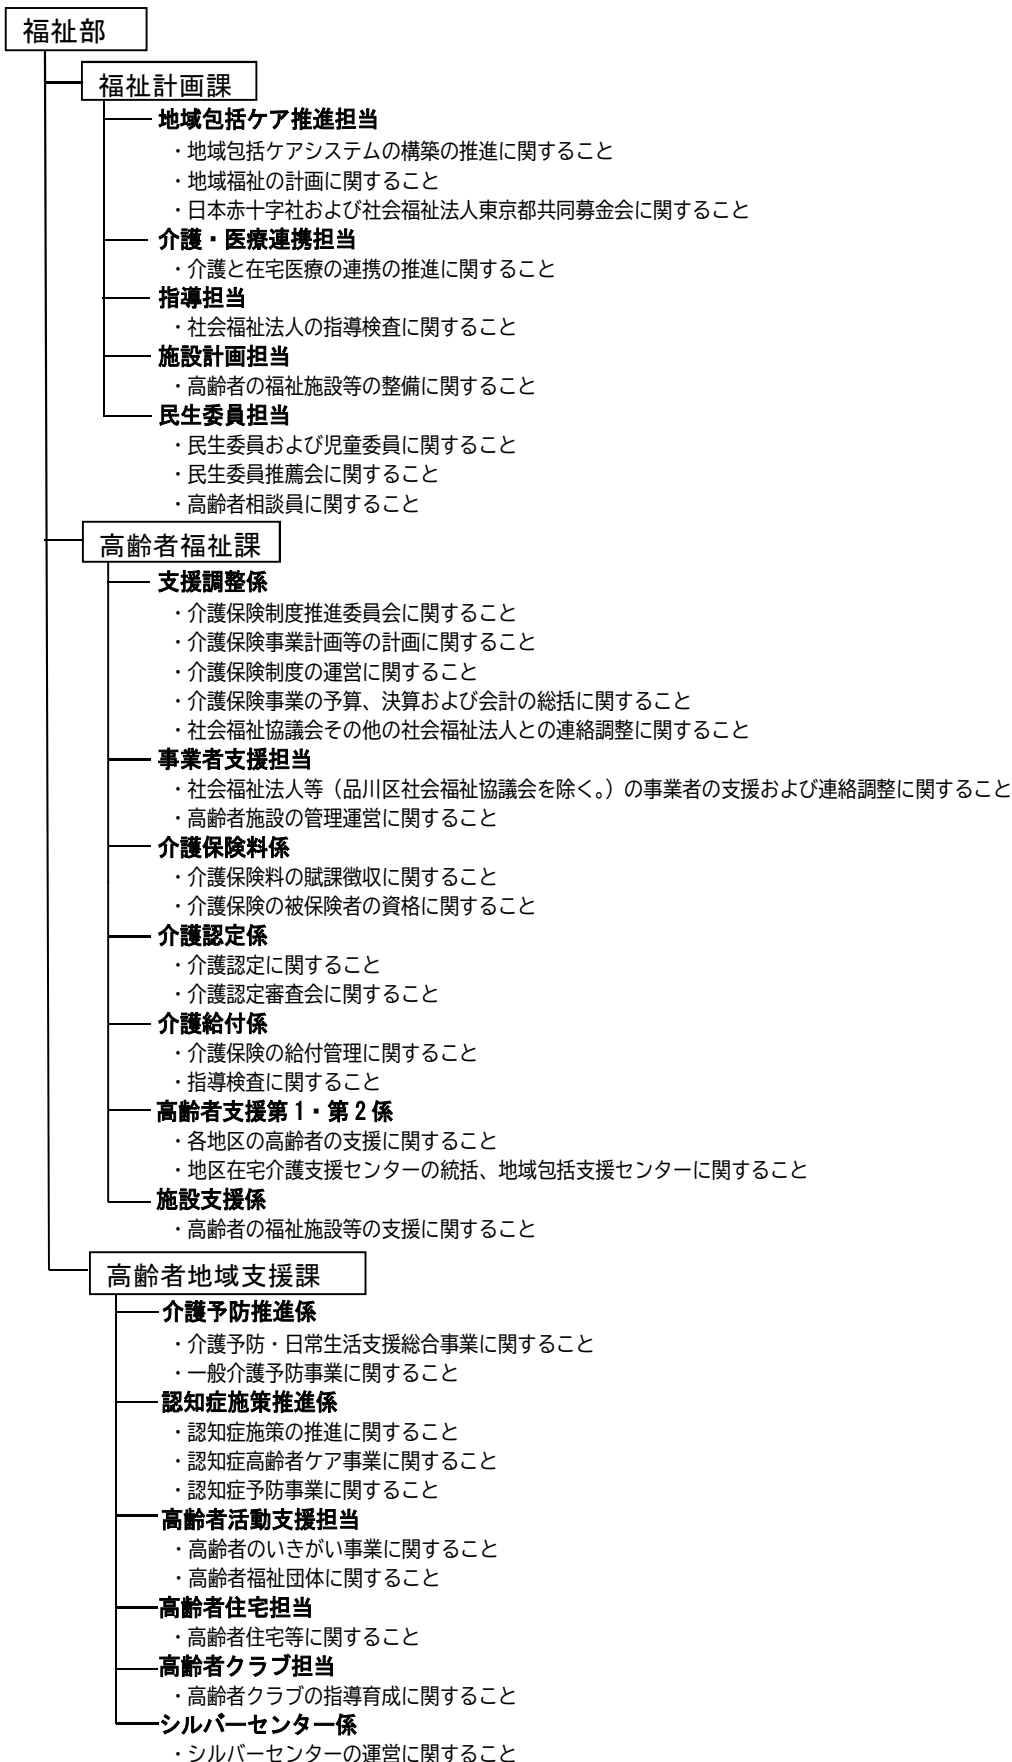 福祉部
福祉計画課
地域包括ケア推進担当
・地域包括ケアシステムの構築の推進に関すること
・地域福祉の計画に関すること
・日本赤十字社および社会福祉法人東京都共同募金会に関すること
介護・医療連携担当
・介護と在宅医療の連携の推進に関すること
指導担当
・社会福祉法人の指導検査に関すること
施設計画担当
・高齢者の福祉施設等の整備に関すること
民生委員担当
・民生委員および児童委員に関すること
・民生委員推薦会に関すること
・高齢者相談員に関すること
高齢者福祉課
支援調整係
・介護保険制度推進委員会に関すること
・介護保険事業計画等の計画に関すること
・介護保険制度の運営に関すること
・介護保険事業の予算、決算および会計の総括に関すること
・社会福祉協議会その他の社会福祉法人との連絡調整に関すること
事業者支援担当
・社会福祉法人等（品川区社会福祉協議会を除く。）の事業者の支援および連絡調整に関すること
・高齢者施設の管理運営に関すること
介護保険料係
・介護保険料の賦課徴収に関すること
・介護保険の被保険者の資格に関すること
介護認定係
・介護認定に関すること
・介護認定審査会に関すること
介護給付係
・介護保険の給付管理に関すること
・指導検査に関すること
高齢者支援第1・第2係
・各地区の高齢者の支援に関すること
・地区在宅介護支援センターの統括、地域包括支援センターに関すること
施設支援係
・高齢者の福祉施設等の支援に関すること
高齢者地域支援課
介護予防推進係
・介護予防・日常生活支援総合事業に関すること
・一般介護予防事業に関すること
認知症施策推進係
・認知症施策の推進に関すること
・認知症高齢者ケア事業に関すること
・認知症予防事業に関すること
高齢者活動支援担当
・高齢者のいきがい事業に関すること
・高齢者福祉団体に関すること
高齢者住宅担当
・高齢者住宅等に関すること
高齢者クラブ担当
・高齢者クラブの指導育成に関すること
シルバーセンター係
・シルバーセンターの運営に関すること